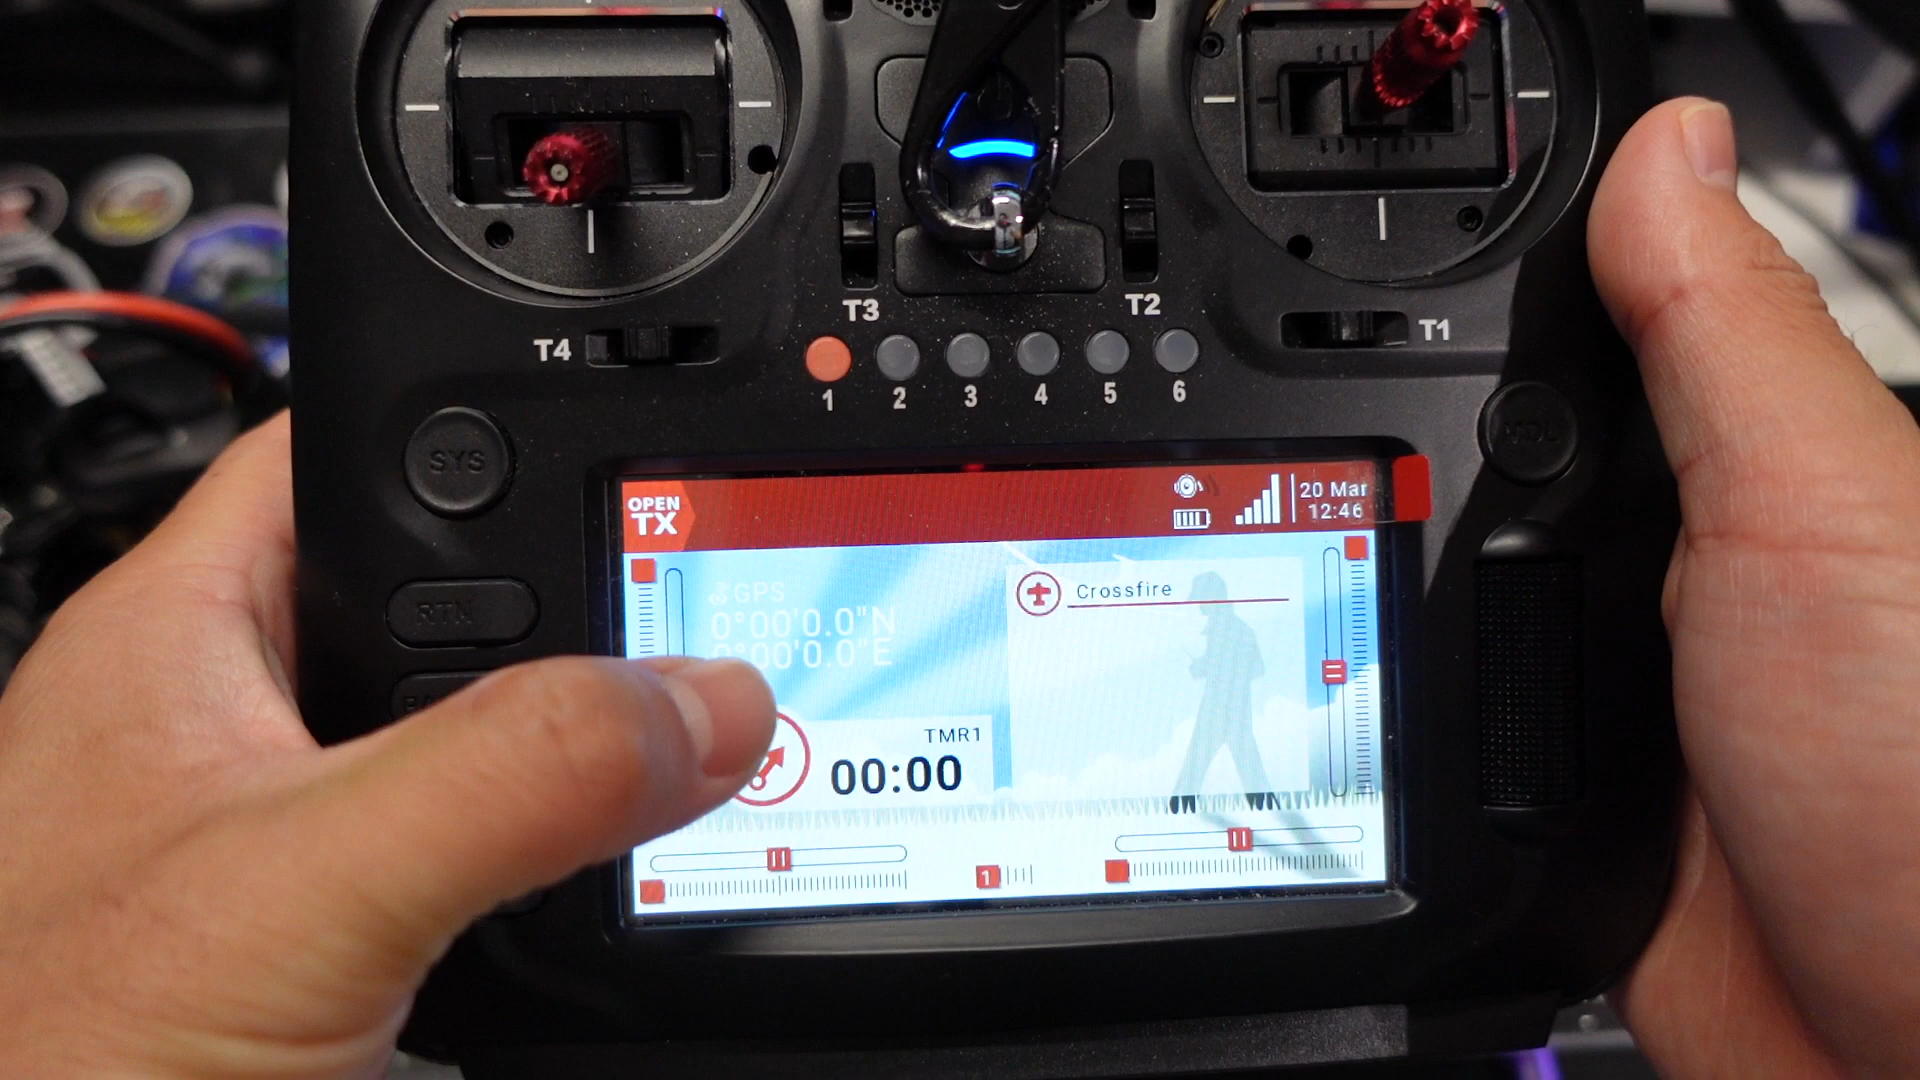 T3
T2
T4
T1
1 2 3 4 5 6
SYS
MDL
OPEN
TX
20 Mar
12:46
RTN
GPS
0°00'0.0"N
0°00'0.0"E
Crossfire
TMR1
00:00
1